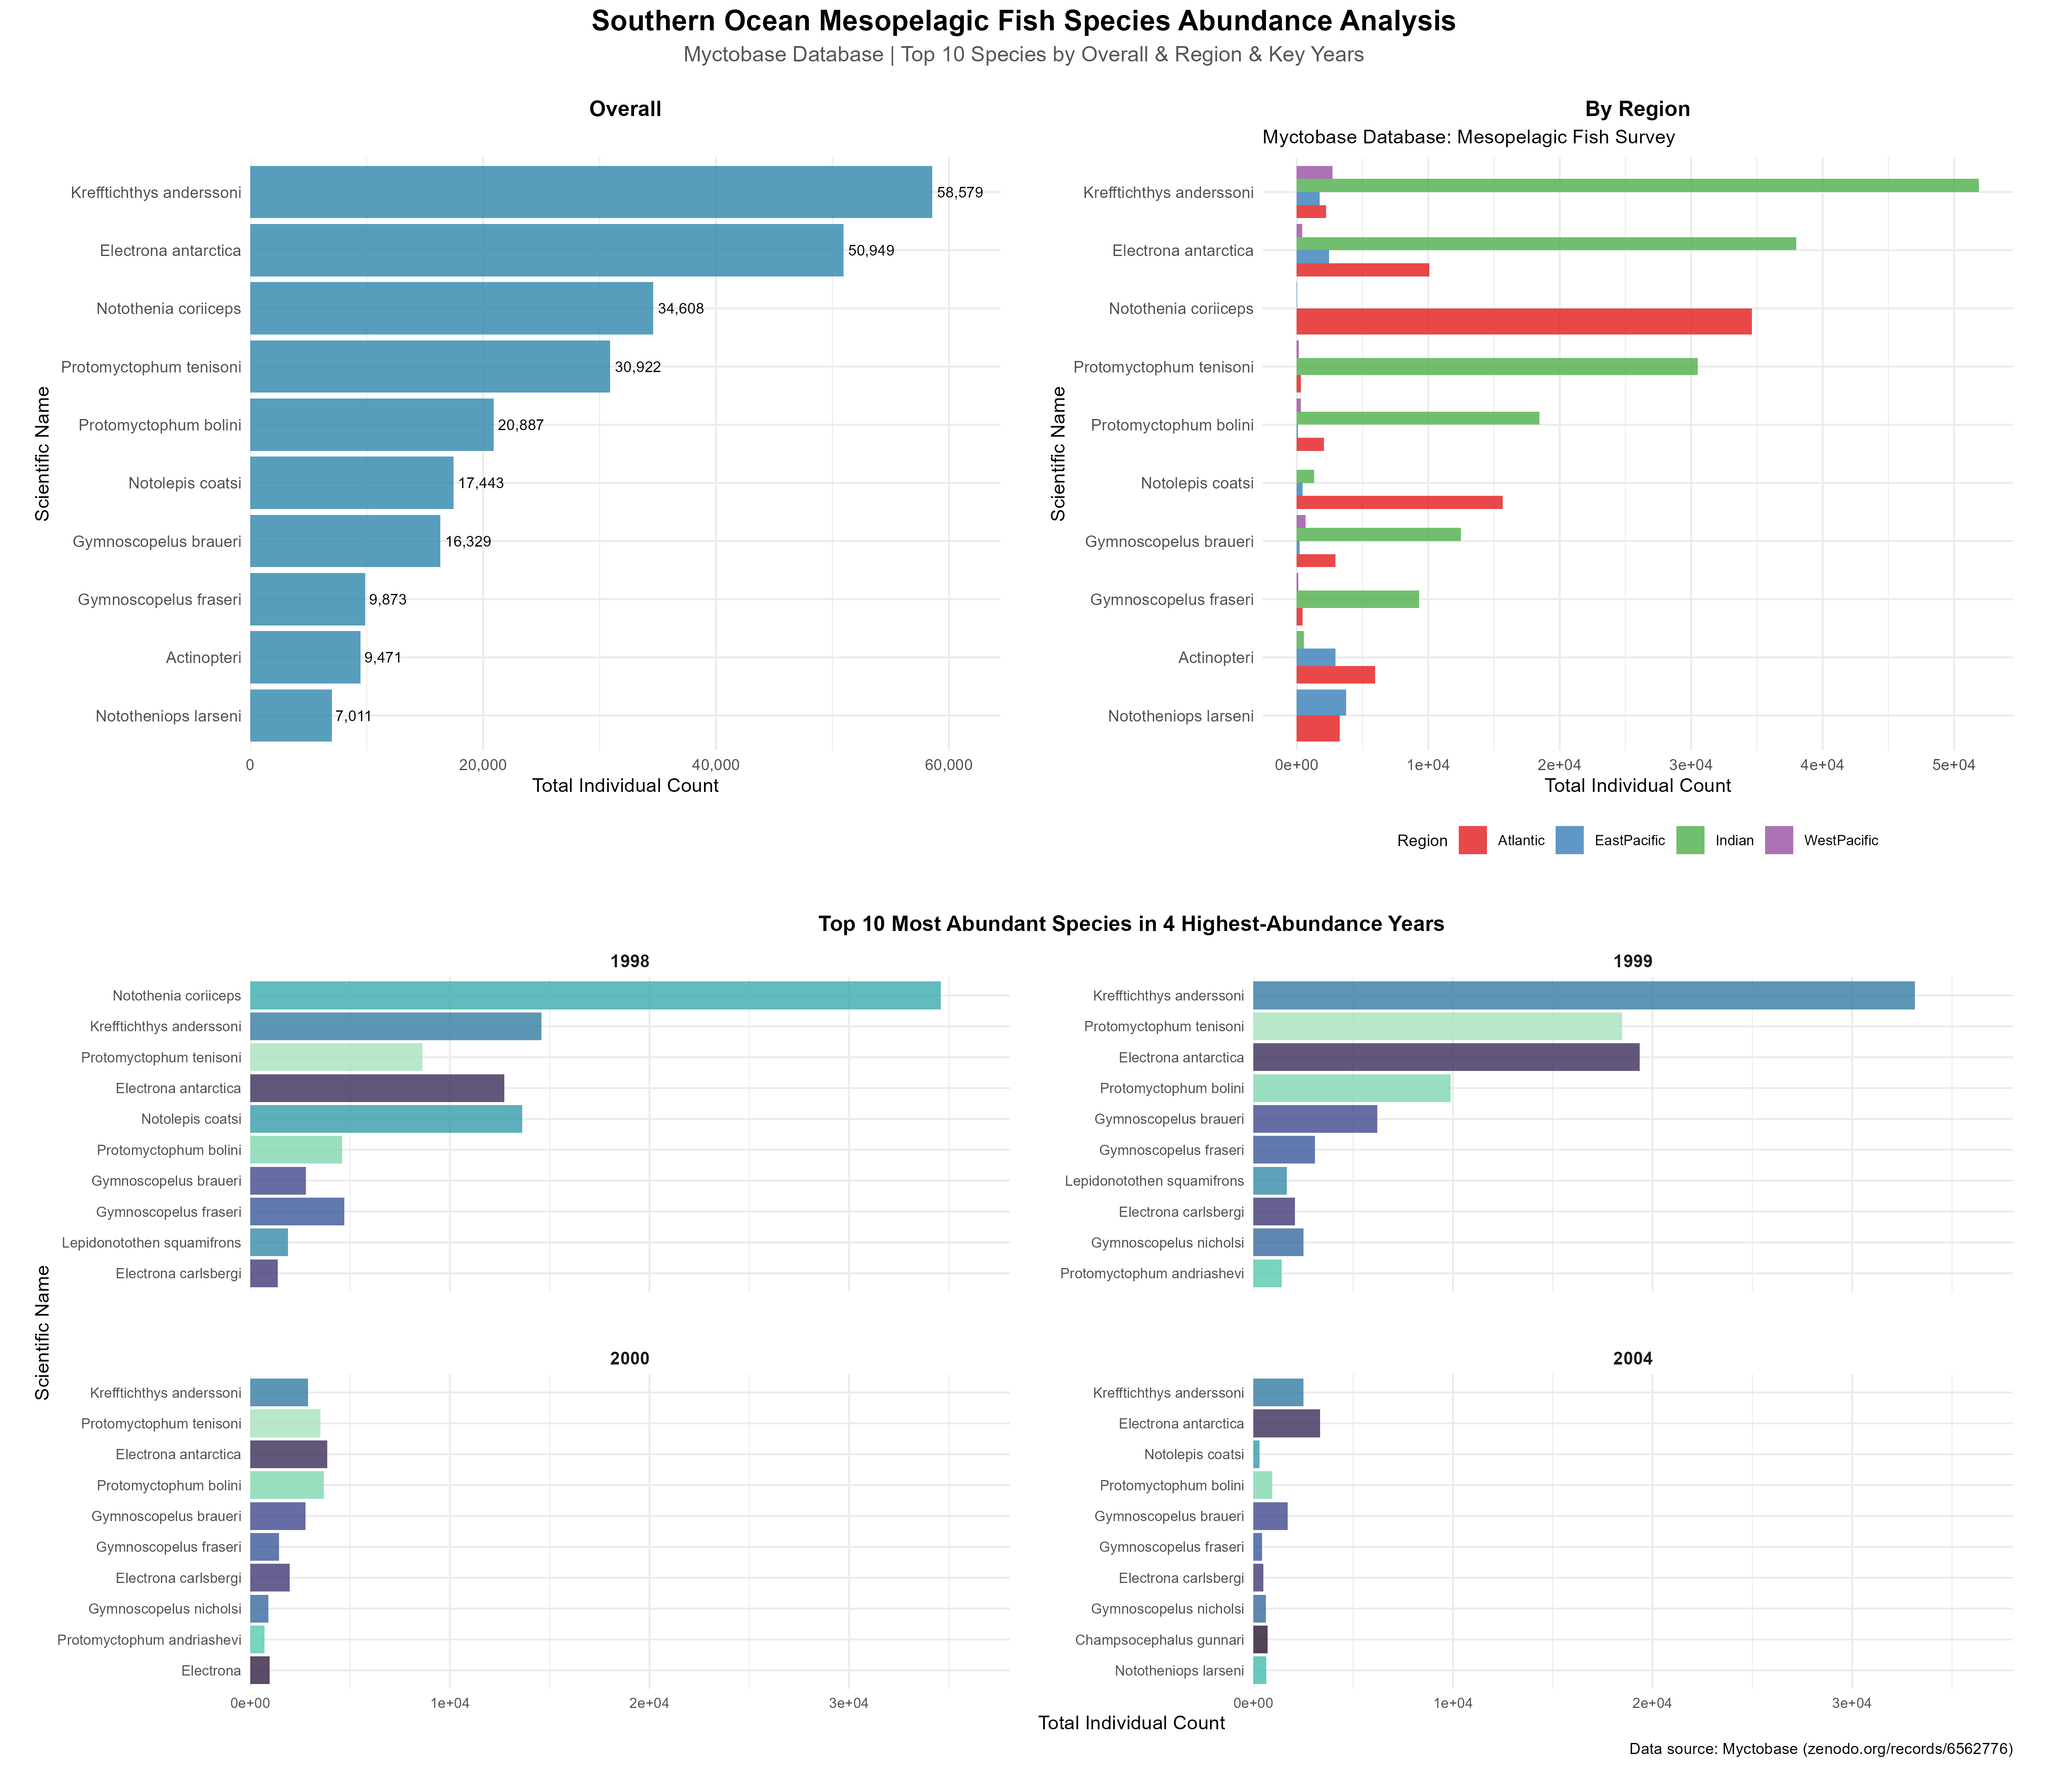 Southern Ocean Mesopelagic Fish Species Abundance Analysis
Myctobase Database | Top 10 Species by Overall & Region & Key Years
Overall
Scientific Name
Krefftichthys anderssoni
58,579
Electrona antarctica
50,949
Notothenia coriiceps
34,608
Protomyctophum tenisoni
30,922
Protomyctophum bolini
20,887
Notolepis coatsi
17,443
Gymnoscopelus braueri
16,329
Gymnoscopelus fraseri
9,873
Actinopteri
9,471
Nototheniops larseni
7,011
0 20,000 40,000 60,000
Total Individual Count
By Region
Myctobase Database: Mesopelagic Fish Survey
Scientific Name
Krefftichthys anderssoni
Electrona antarctica
Notothenia coriiceps
Protomyctophum tenisoni
Protomyctophum bolini
Notolepis coatsi
Gymnoscopelus braueri
Gymnoscopelus fraseri
Actinopteri
Nototheniops larseni
0e+00 1e+04 2e+04 3e+04 4e+04 5e+04
Total Individual Count
Region Atlantic EastPacific Indian WestPacific
Top 10 Most Abundant Species in 4 Highest-Abundance Years
Scientific Name
1998
Notothenia coriiceps
Krefftichthys anderssoni
Protomyctophum tenisoni
Electrona antarctica
Notolepis coatsi
Protomyctophum bolini
Gymnoscopelus braueri
Gymnoscopelus fraseri
Lepidonotothen squamifrons
Electrona carlsbergi
1999
Krefftichthys anderssoni
Protomyctophum tenisoni
Electrona antarctica
Protomyctophum bolini
Gymnoscopelus braueri
Gymnoscopelus fraseri
Lepidonotothen squamifrons
Electrona carlsbergi
Gymnoscopelus nicholsi
Protomyctophum andriashevi
2000
Krefftichthys anderssoni
Protomyctophum tenisoni
Electrona antarctica
Protomyctophum bolini
Gymnoscopelus braueri
Gymnoscopelus fraseri
Electrona carlsbergi
Gymnoscopelus nicholsi
Protomyctophum andriashevi
Electrona
0e+00 1e+04 2e+04 3e+04
2004
Krefftichthys anderssoni
Electrona antarctica
Notolepis coatsi
Protomyctophum bolini
Gymnoscopelus braueri
Gymnoscopelus fraseri
Electrona carlsbergi
Gymnoscopelus nicholsi
Champsocephalus gunnari
Nototheniops larseni
0e+00 1e+04 2e+04 3e+04
Total Individual Count
Data source: Myctobase (zenodo.org/records/6562776)